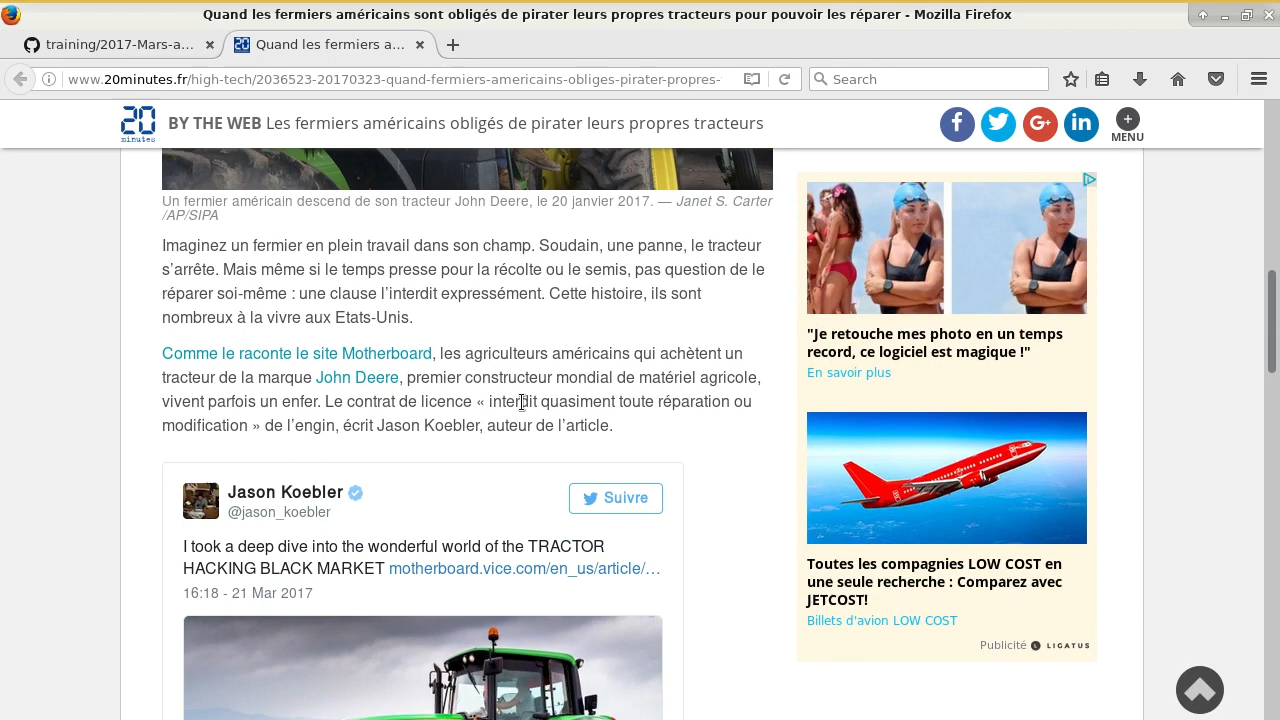 Quand les fermiers américains sont obligés de pirater leurs propres tracteurs pour pouvoir les réparer - Mozilla Firefox
training/2017-Mars-a...
20
Quand les fermiers a...
www.20minutes.fr/high-tech/2036523-20170323-quand-fermiers-americains-obliges-pirater-propres-
Search
20 minutes
BY THE WEB Les fermiers américains obligés de pirater leurs propres tracteurs
f
G+
in
+
MENU
Un fermier américain descend de son tracteur John Deere, le 20 janvier 2017. — Janet S. Carter
/AP/SIPA
Imaginez un fermier en plein travail dans son champ. Soudain, une panne, le tracteur
s’arrête. Mais même si le temps presse pour la récolte ou le semis, pas question de le
réparer soi-même : une clause l’interdit expressément. Cette histoire, ils sont
nombreux à la vivre aux Etats-Unis.
Comme le raconte le site Motherboard, les agriculteurs américains qui achètent un
tracteur de la marque John Deere, premier constructeur mondial de matériel agricole,
vivent parfois un enfer. Le contrat de licence « interdit quasiment toute réparation ou
modification » de l’engin, écrit Jason Koebler, auteur de l’article.
Jason Koebler
@jason_koebler
Suivre
I took a deep dive into the wonderful world of the TRACTOR
HACKING BLACK MARKET motherboard.vice.com/en_us/article/…
16:18 - 21 Mar 2017
"Je retouche mes photo en un temps
record, ce logiciel est magique !"
En savoir plus
Toutes les compagnies LOW COST en
une seule recherche : Comparez avec
JETCOST!
Billets d'avion LOW COST
Publicité LIGATUS